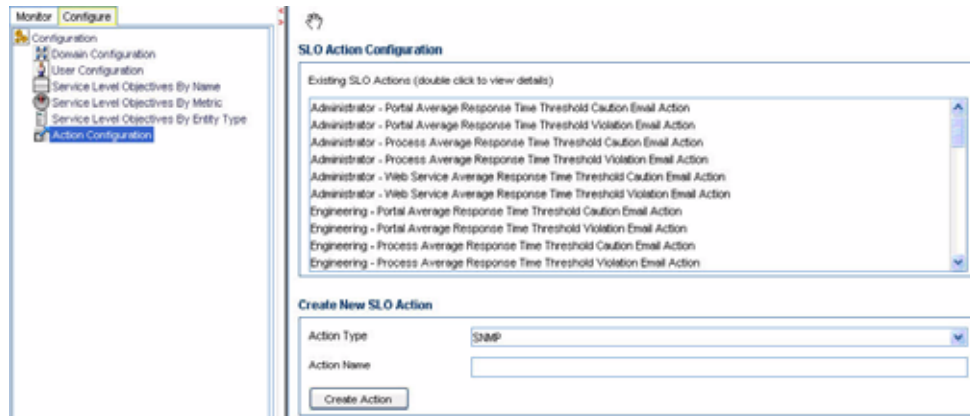 Monitor Configure
Configuration
Domain Configuration
User Configuration
Service Level Objectives By Name
Service Level Objectives By Metric
Service Level Objectives By Entity Type
Action Configuration
SLO Action Configuration
Existing SLO Actions (double click to view details)
Administrator - Portal Average Response Time Threshold Caution Email Action
Administrator - Portal Average Response Time Threshold Violation Email Action
Administrator - Process Average Response Time Threshold Caution Email Action
Administrator - Process Average Response Time Threshold Violation Email Action
Administrator - Web Service Average Response Time Threshold Caution Email Action
Administrator - Web Service Average Response Time Threshold Violation Email Action
Engineering - Portal Average Response Time Threshold Caution Email Action
Engineering - Portal Average Response Time Threshold Violation Email Action
Engineering - Process Average Response Time Threshold Caution Email Action
Engineering - Process Average Response Time Threshold Violation Email Action
Create New SLO Action
Action Type SNMP
Action Name
Create Action